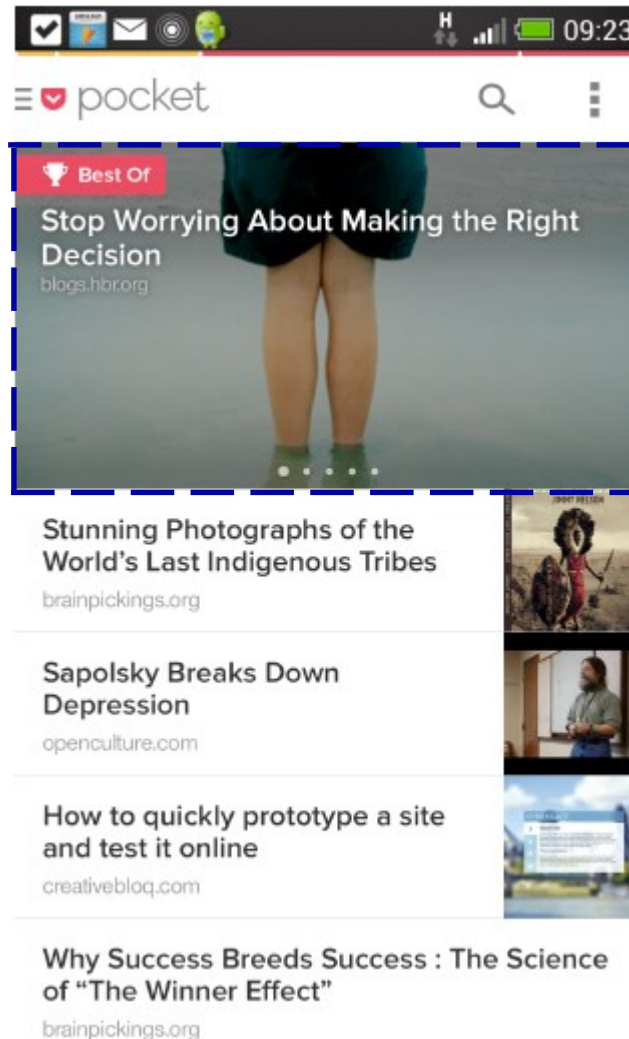 H
09:23
pocket
Best Of
Stop Worrying About Making the Right
Decision
blogs.hbr.org
Stunning Photographs of the
World's Last Indigenous Tribes
brainpickings.org
JIMMY NELSON
Sapolsky Breaks Down
Depression
openculture.com
How to quickly prototype a site
and test it online
creativebloq.com
Why Success Breeds Success : The Science
of “The Winner Effect”
brainpickings.org